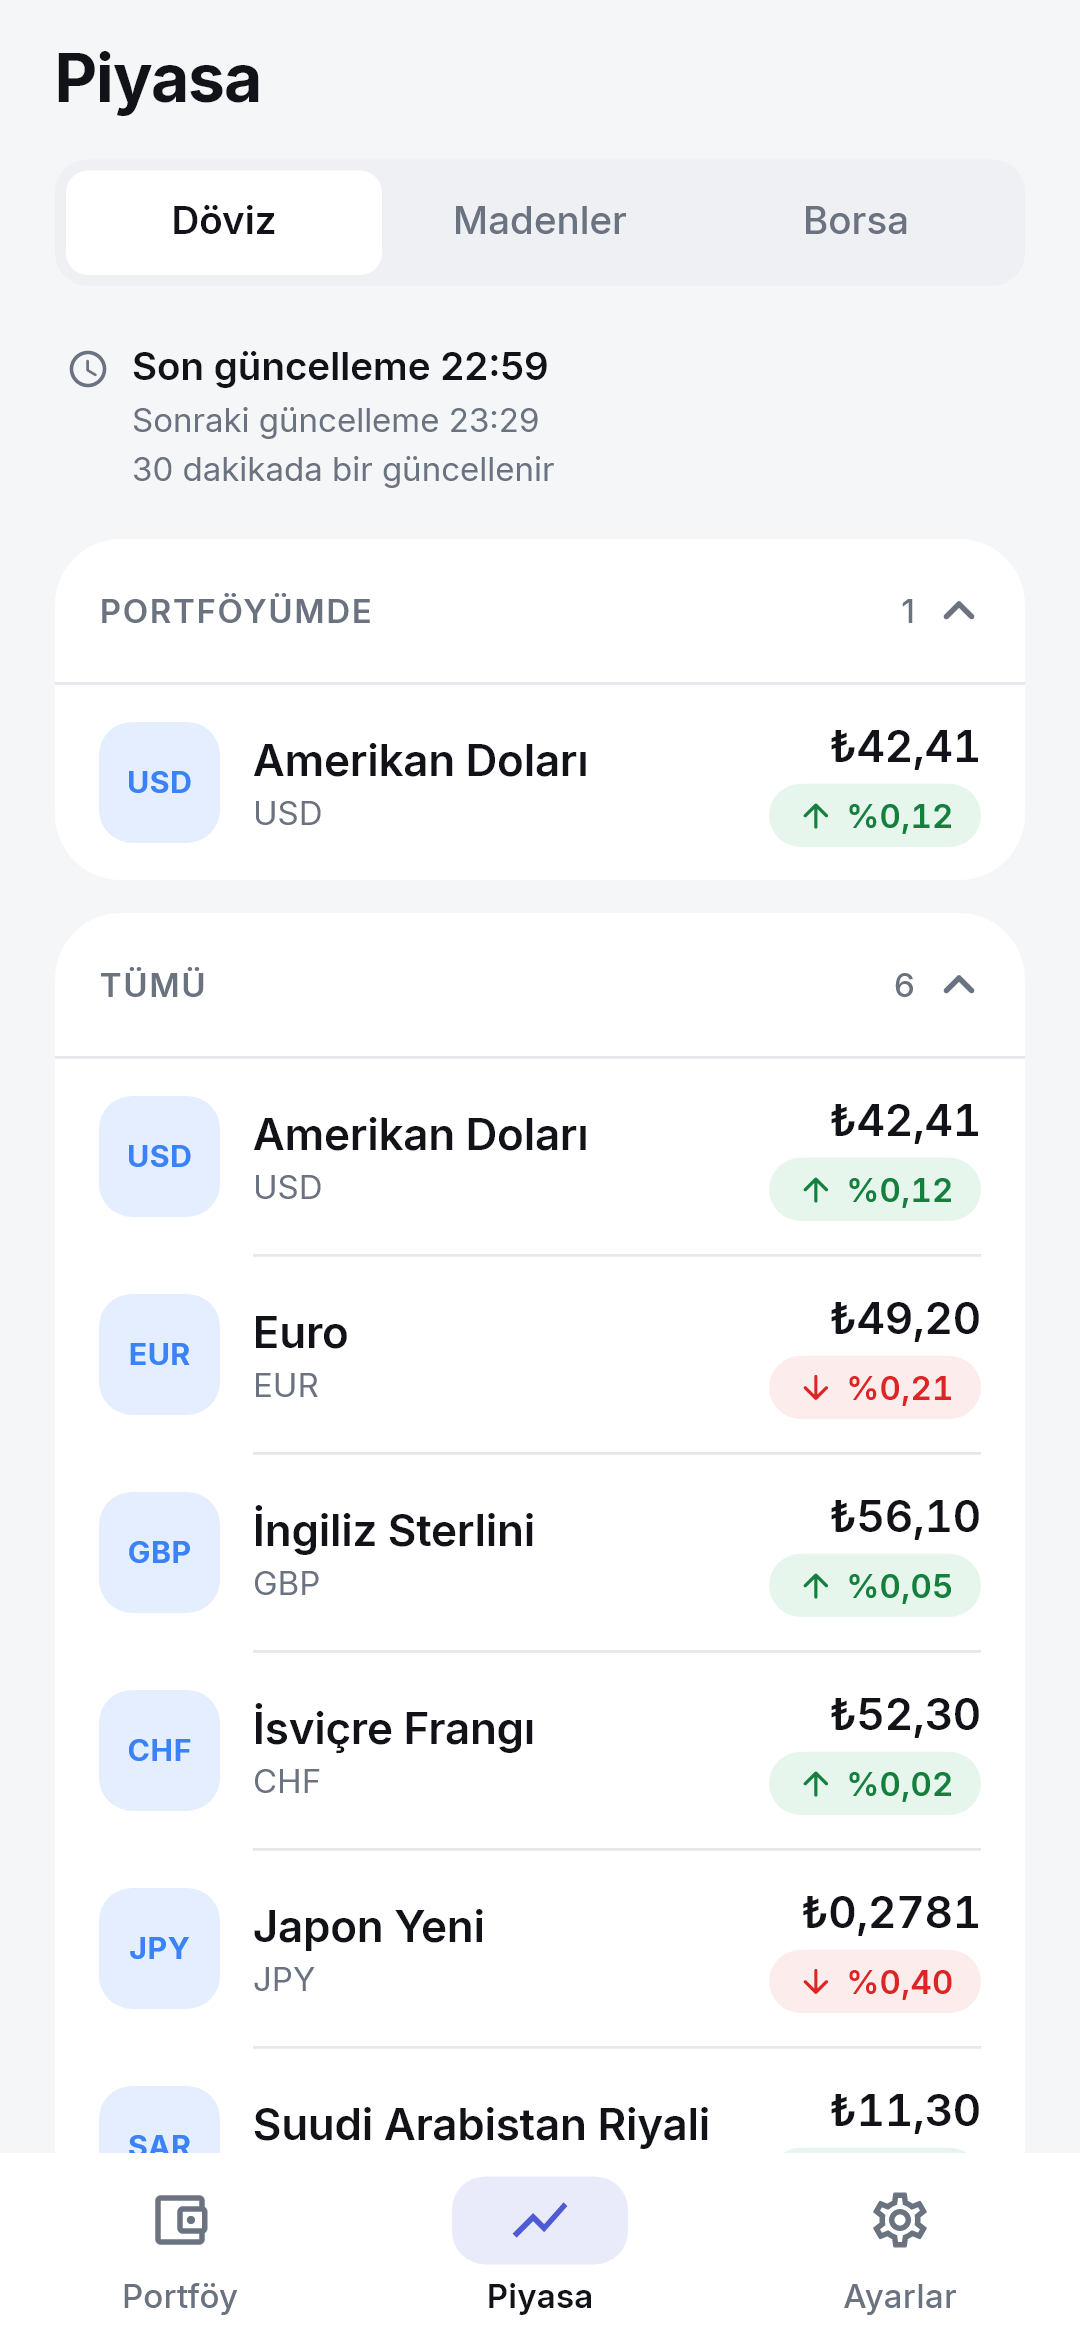 Piyasa
Döviz
Madenler
Borsa
Son güncelleme 22:59
Sonraki güncelleme 23:29
30 dakikada bir güncellenir
PORTFÖYÜMDE
1
USD
Amerikan Doları
USD
₺42,41
%0,12
TÜMÜ
6
USD
Amerikan Doları
USD
₺42,41
%0,12
EUR
Euro
EUR
₺49,20
%0,21
GBP
İngiliz Sterlini
GBP
₺56,10
%0,05
CHF
İsviçre Frangı
CHF
₺52,30
%0,02
JPY
Japon Yeni
JPY
₺0,2781
%0,40
SAR
Suudi Arabistan Riyali
₺11,30
Portföy
Piyasa
Ayarlar